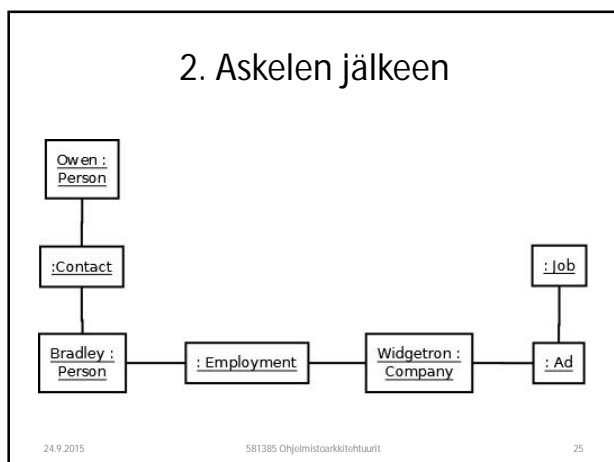 2. Askelen jälkeen
Owen :
Person
:Contact
: Job
Bradley :
Person
: Employment
Widgetron :
Company
: Ad
24.9.2015
581385 Ohjelmistoarkkitehtuurit
25